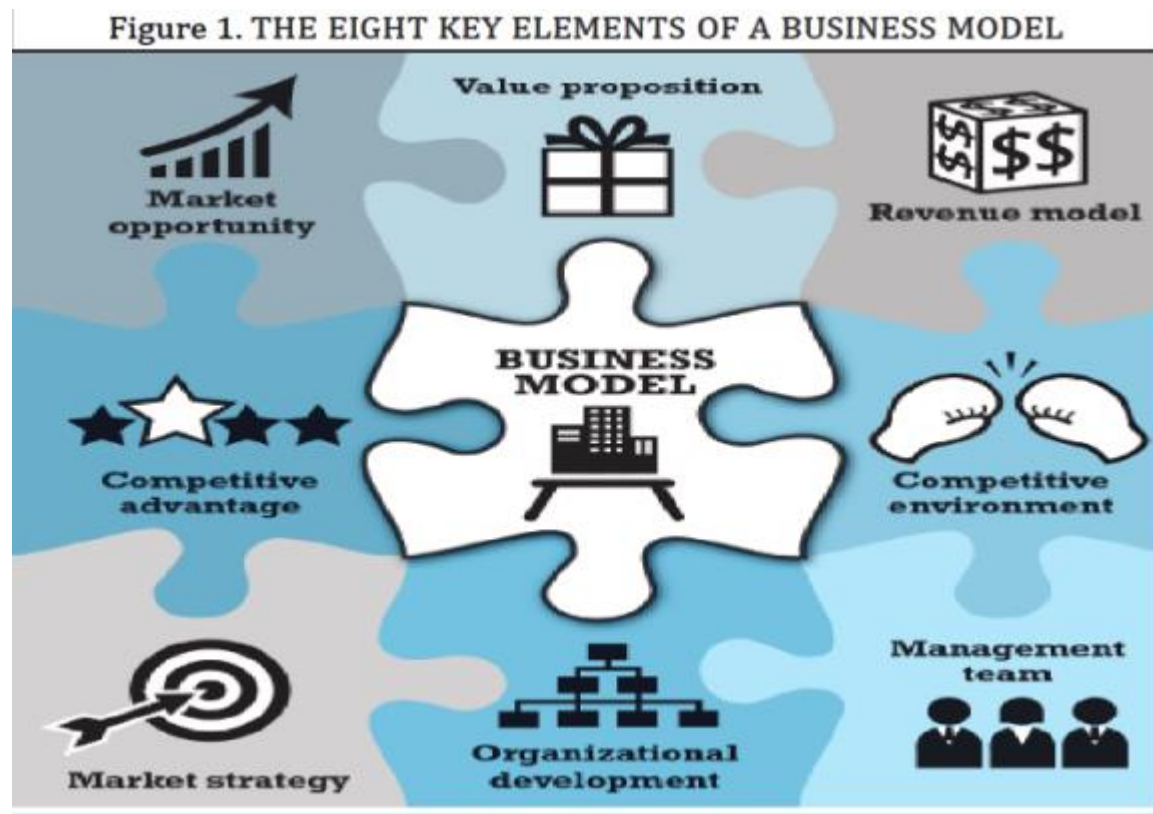 Figure 1. THE EIGHT KEY ELEMENTS OF A BUSINESS MODEL
Value proposition
Market
opportunity
$$
$$
$$
Revenue model
BUSINESS
MODEL
Competitive
advantage
Competitive
environment
Management
team
Organizational
development
Market strategy